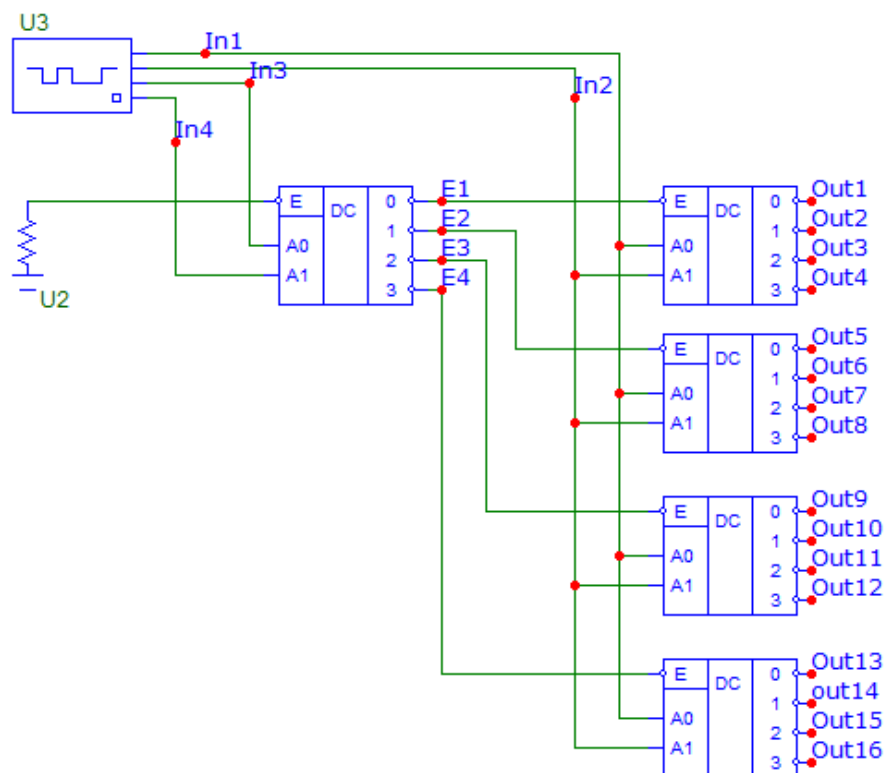 U3
In1
In3
In2
In4
E DC 0 E1
1 E2
A0 2 E3
A1 3 E4
U2
E DC 0 Out1
1 Out2
A0 2 Out3
A1 3 Out4
E DC 0 Out5
1 Out6
A0 2 Out7
A1 3 Out8
E DC 0 Out9
1 Out10
A0 2 Out11
A1 3 Out12
E DC 0 Out13
1 out14
A0 2 Out15
A1 3 Out16